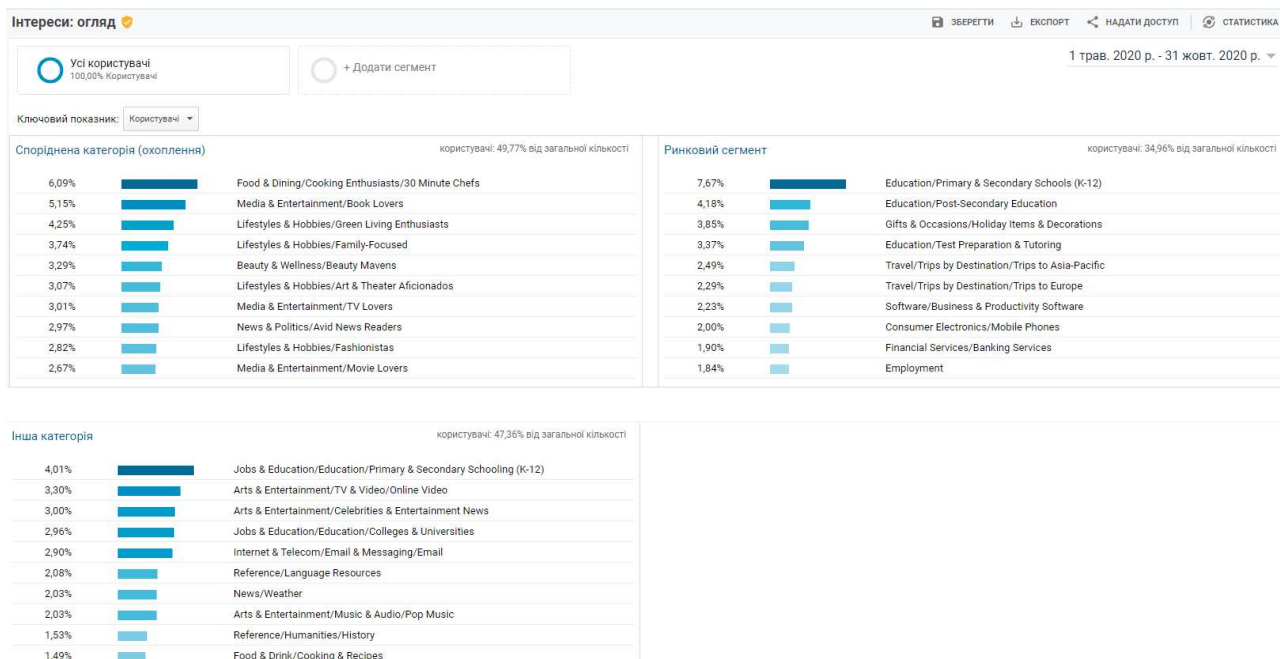 Інтереси: огляд
ЗБЕРЕГТИ ЕКСПОРТ НАДАТИ ДОСТУП СТАТИСТИКА
Усі користувачі
100,00% Користувачі
+ Додати сегмент
1 трав. 2020 р. - 31 жовт. 2020 р.
Ключовий показник: Користувачі
Споріднена категорія (охоплення) користувачі: 49,77% від загальної кількості
6,09% Food & Dining/Cooking Enthusiasts/30 Minute Chefs
5,15% Media & Entertainment/Book Lovers
4,25% Lifestyles & Hobbies/Green Living Enthusiasts
3,74% Lifestyles & Hobbies/Family-Focused
3,29% Beauty & Wellness/Beauty Mavens
3,07% Lifestyles & Hobbies/Art & Theater Aficionados
3,01% Media & Entertainment/TV Lovers
2,97% News & Politics/Avid News Readers
2,82% Lifestyles & Hobbies/Fashionistas
2,67% Media & Entertainment/Movie Lovers
Ринковий сегмент користувачі: 34,96% від загальної кількості
7,67% Education/Primary & Secondary Schools (K-12)
4,18% Education/Post-Secondary Education
3,85% Gifts & Occasions/Holiday Items & Decorations
3,37% Education/Test Preparation & Tutoring
2,49% Travel/Trips by Destination/Trips to Asia-Pacific
2,29% Travel/Trips by Destination/Trips to Europe
2,23% Software/Business & Productivity Software
2,00% Consumer Electronics/Mobile Phones
1,90% Financial Services/Banking Services
1,84% Employment
Інша категорія користувачі: 47,36% від загальної кількості
4,01% Jobs & Education/Education/Primary & Secondary Schooling (K-12)
3,30% Arts & Entertainment/TV & Video/Online Video
3,00% Arts & Entertainment/Celebrities & Entertainment News
2,96% Jobs & Education/Education/Colleges & Universities
2,90% Internet & Telecom/Email & Messaging/Email
2,08% Reference/Language Resources
2,03% News/Weather
2,03% Arts & Entertainment/Music & Audio/Pop Music
1,53% Reference/Humanities/History
1,49% Food & Drink/Cooking & Recipes